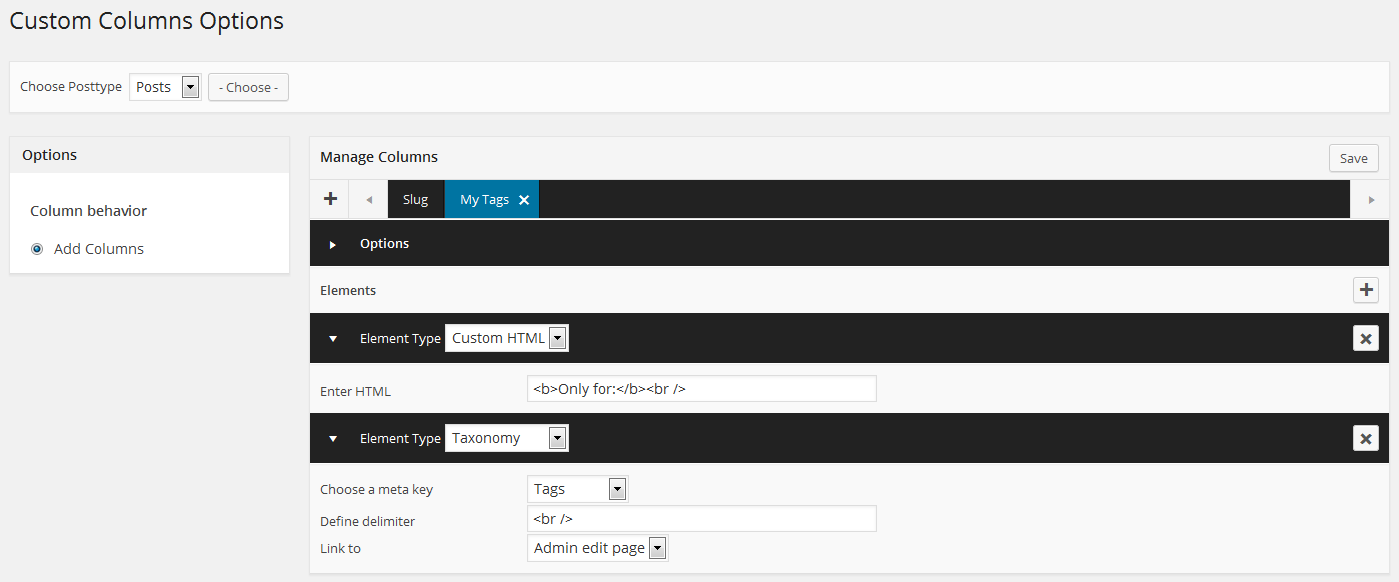 Custom Columns Options
Choose Posttype Posts - Choose -
Options
Column behavior
Add Columns
Manage Columns Save
Slug My Tags
Options
Elements
Element Type Custom HTML
Enter HTML <b>Only for:</b><br />
Element Type Taxonomy
Choose a meta key Tags
Define delimiter <br />
Link to Admin edit page